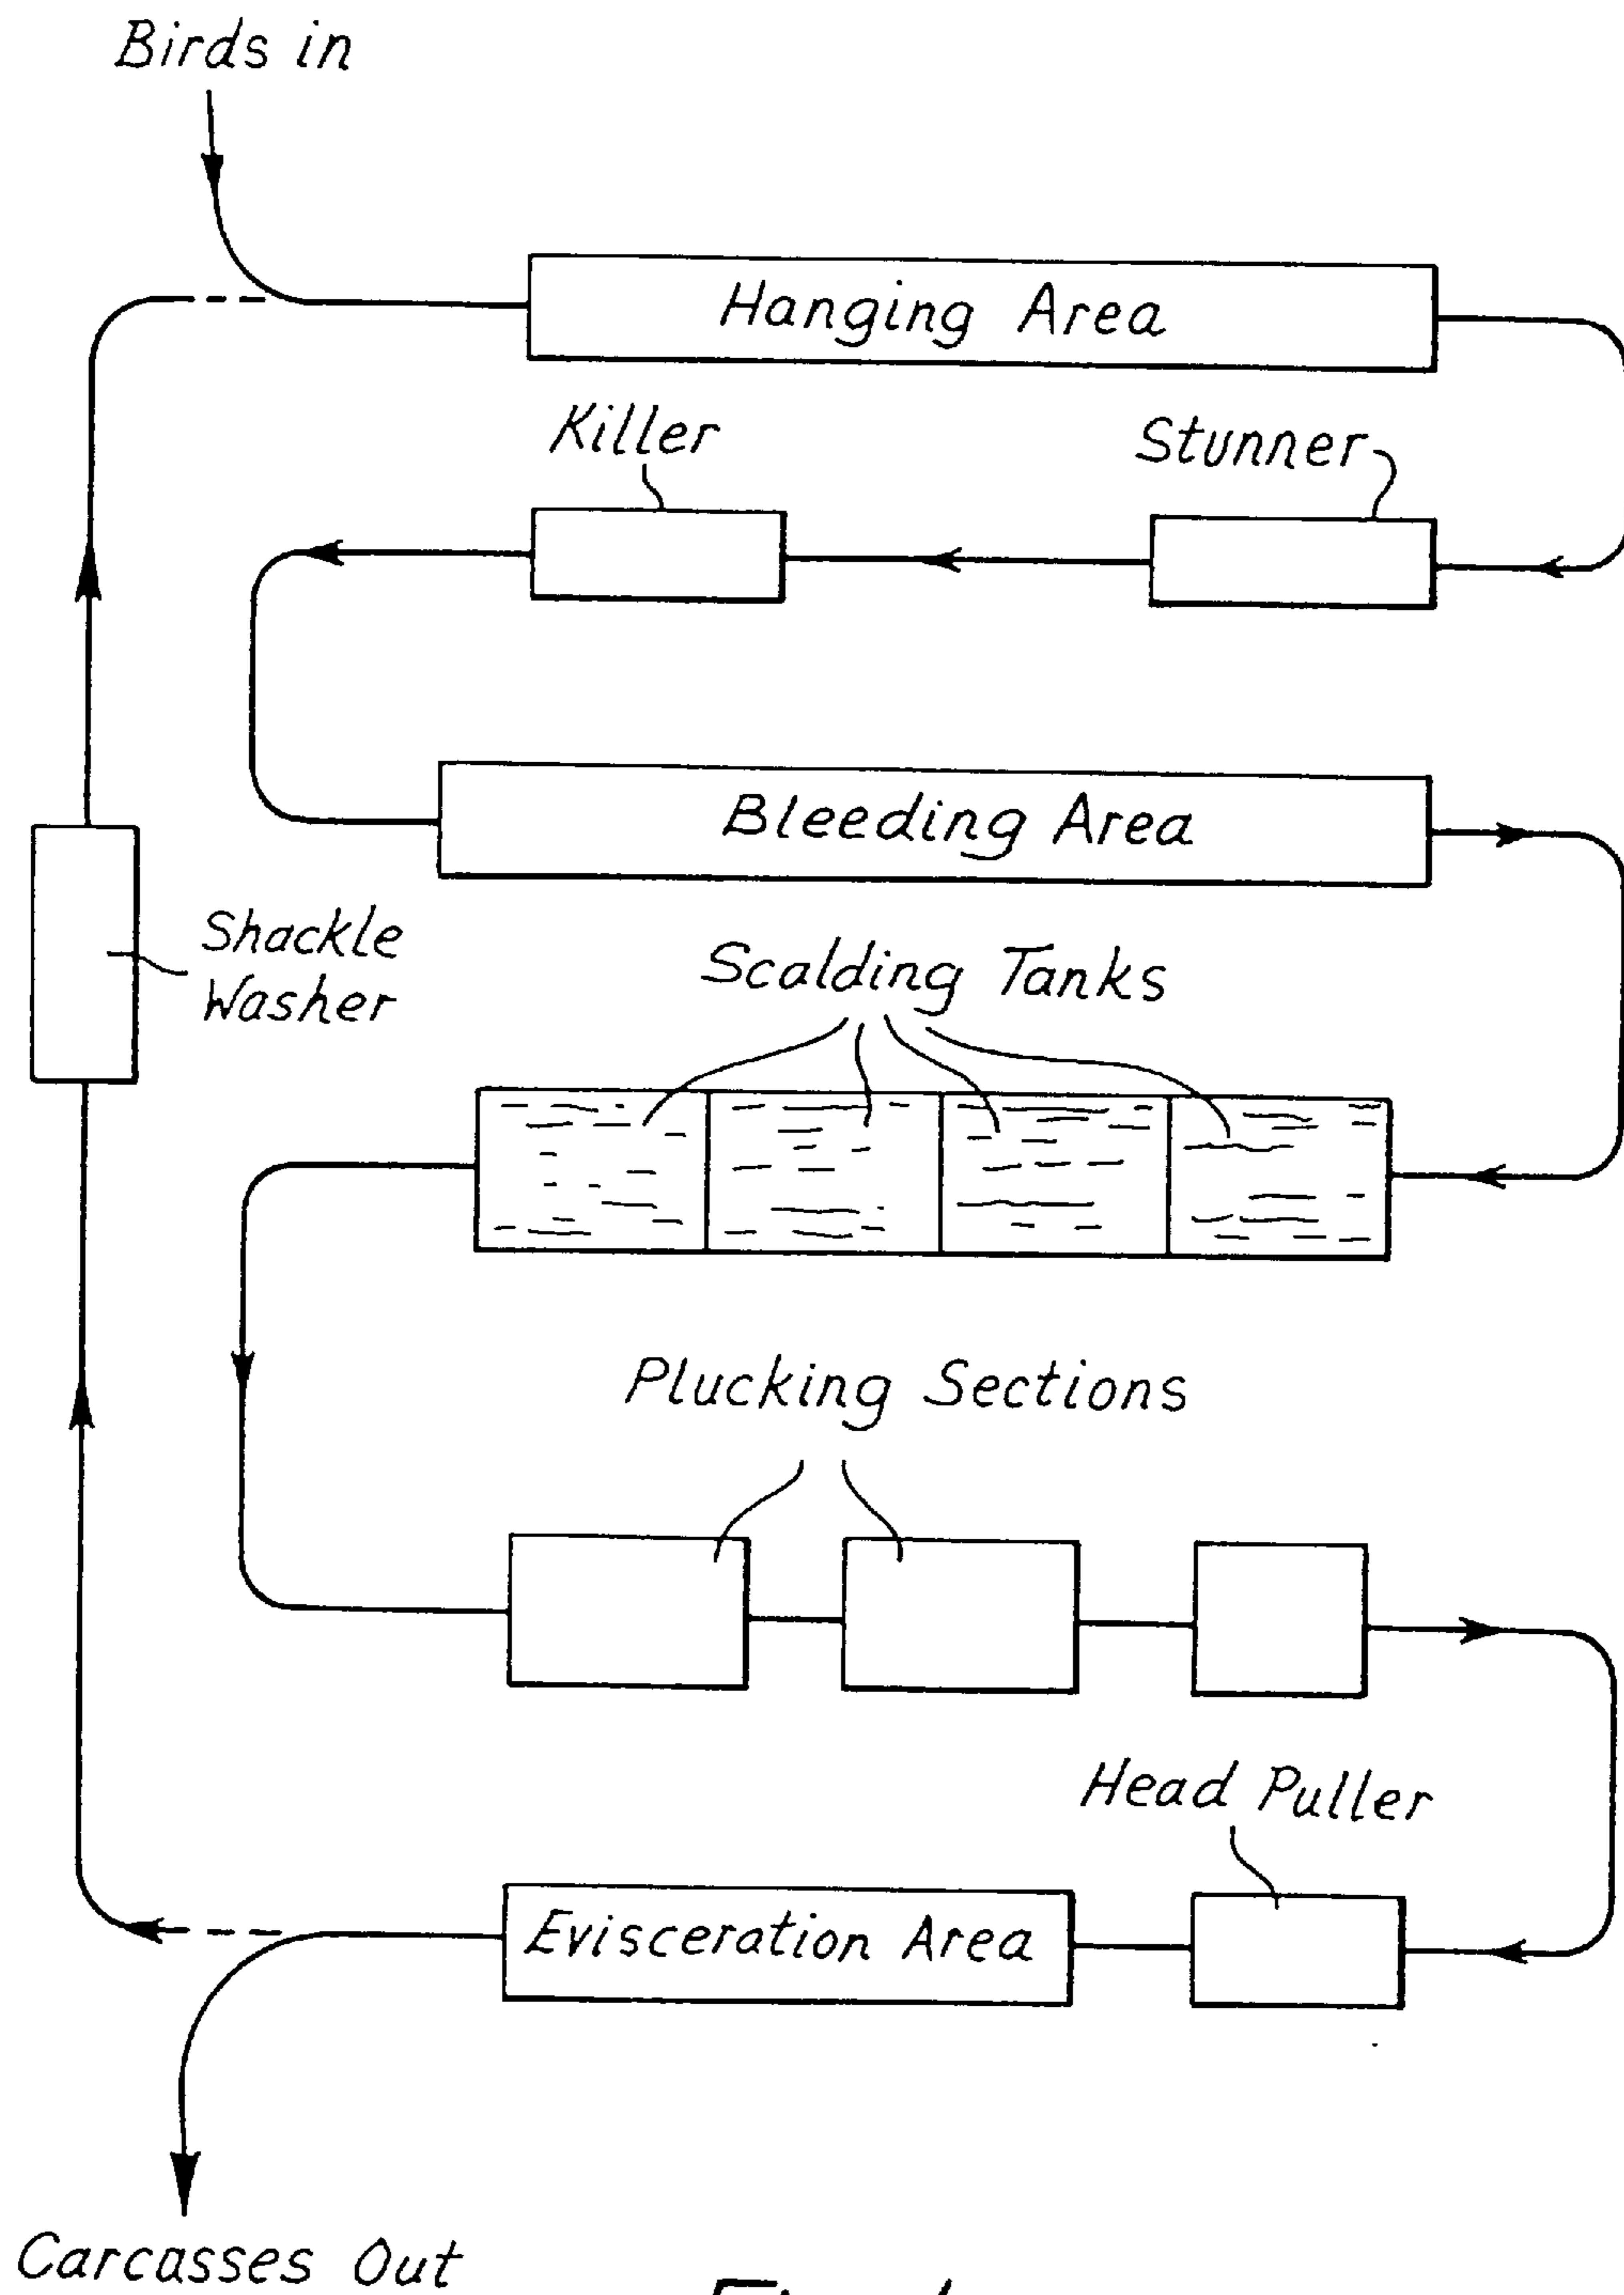 Birds in
Hanging Area
Killer
Stunner
Bleeding Area
Shackle
Washer
Scalding Tanks
Plucking Sections
Head Puller
Evisceration Area
Carcasses Out